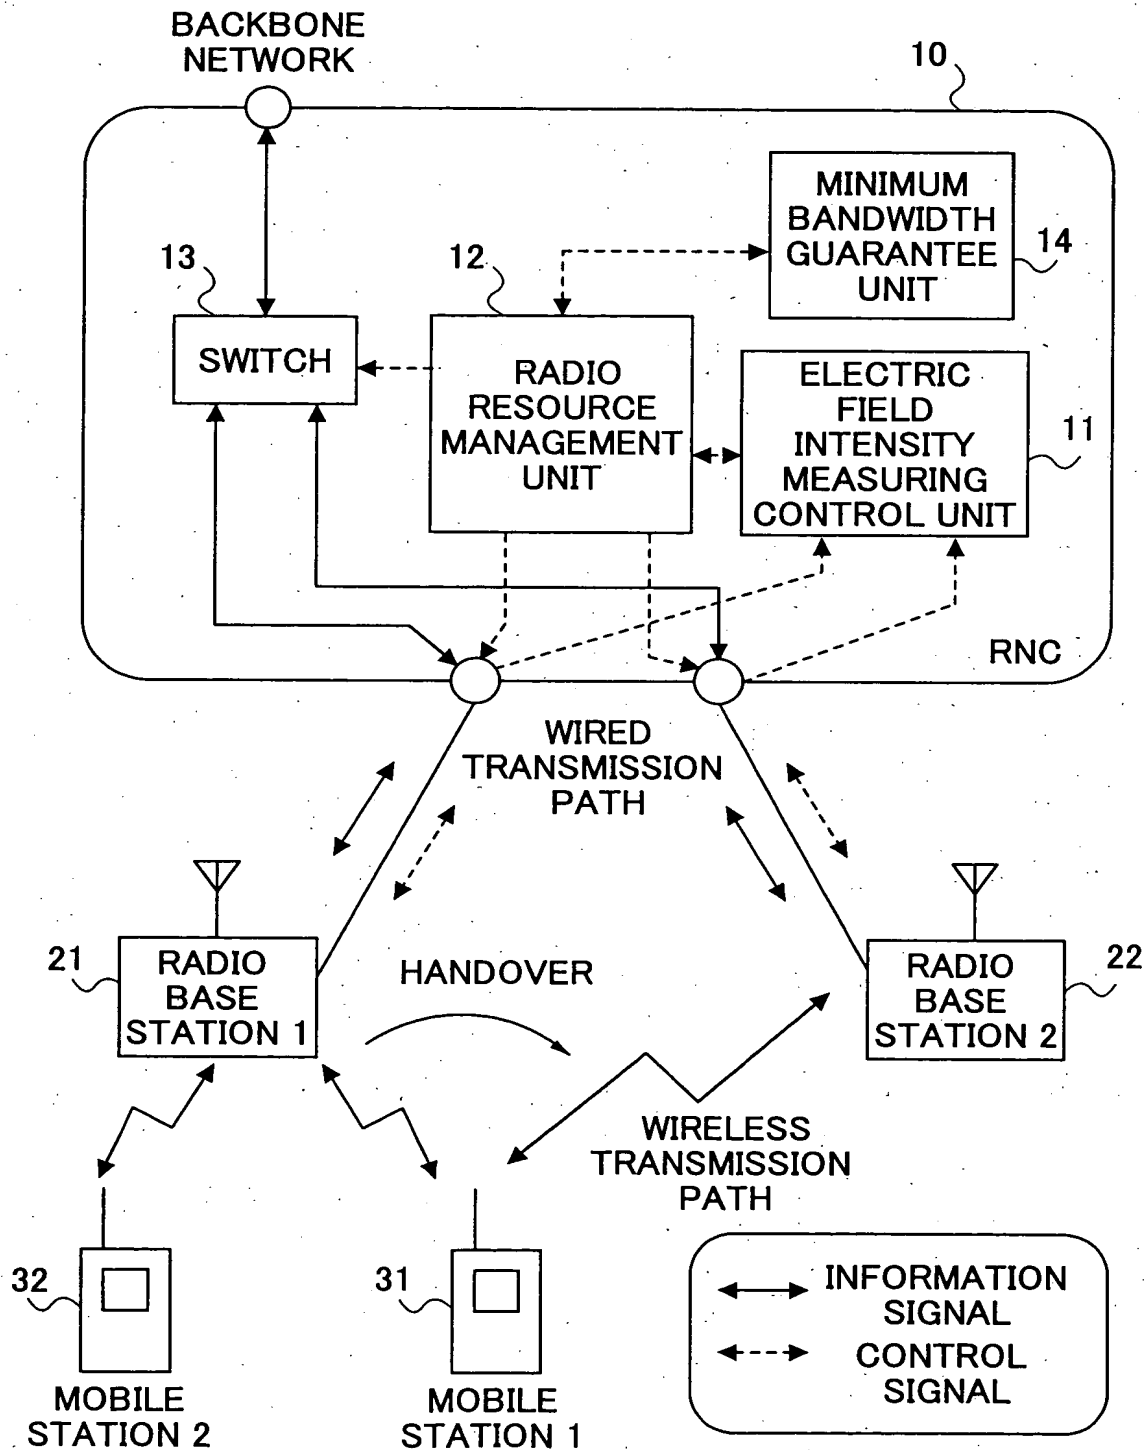 BACKBONE
NETWORK
10
MINIMUM
BANDWIDTH
GUARANTEE
UNIT
14
13
12
SWITCH
RADIO
RESOURCE
MANAGEMENT
UNIT
ELECTRIC
FIELD
INTENSITY
MEASURING
CONTROL UNIT
11
RNC
WIRED
TRANSMISSION
PATH
21
RADIO
BASE
STATION 1
HANDOVER
RADIO
BASE
STATION 2
22
WIRELESS
TRANSMISSION
PATH
32
31
MOBILE
STATION 2
MOBILE
STATION 1
INFORMATION
SIGNAL
CONTROL
SIGNAL